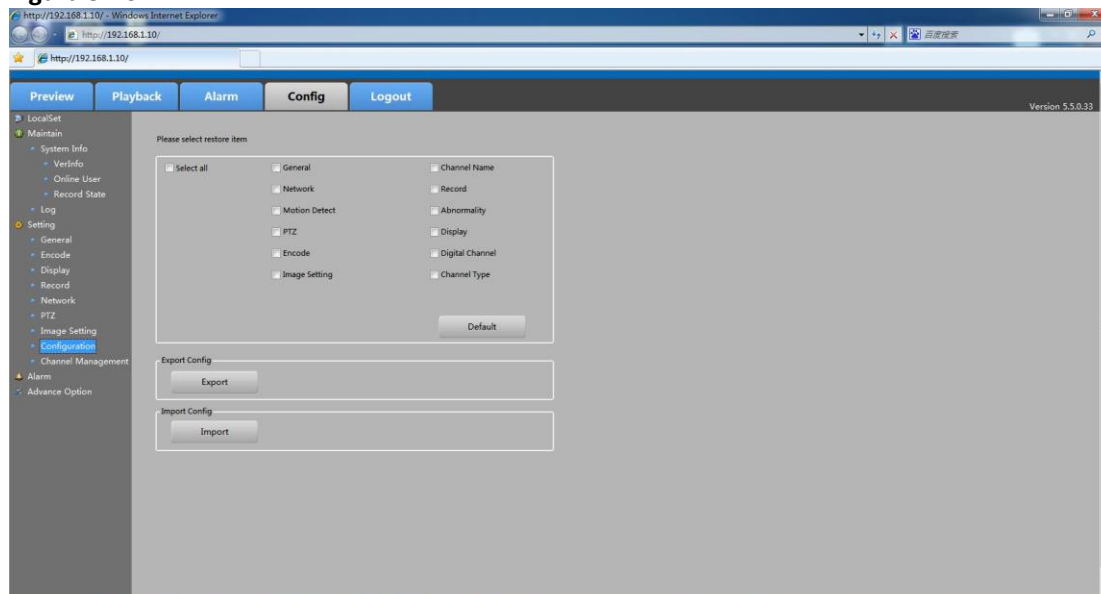 http://192.168.1.10/ - Windows Internet Explorer
http://192.168.1.10/
百度搜索
http://192.168.1.10/
Preview Playback Alarm Config Logout
Version 5.5.0.33
LocalSet
Maintain
System Info
VerInfo
Online User
Record State
Log
Setting
General
Encode
Display
Record
Network
PTZ
Image Setting
Configuration
Channel Management
Alarm
Advance Option
Please select restore item
Select all General Channel Name
Network Record
Motion Detect Abnormality
PTZ Display
Encode Digital Channel
Image Setting Channel Type
Default
Export Config
Export
Import Config
Import